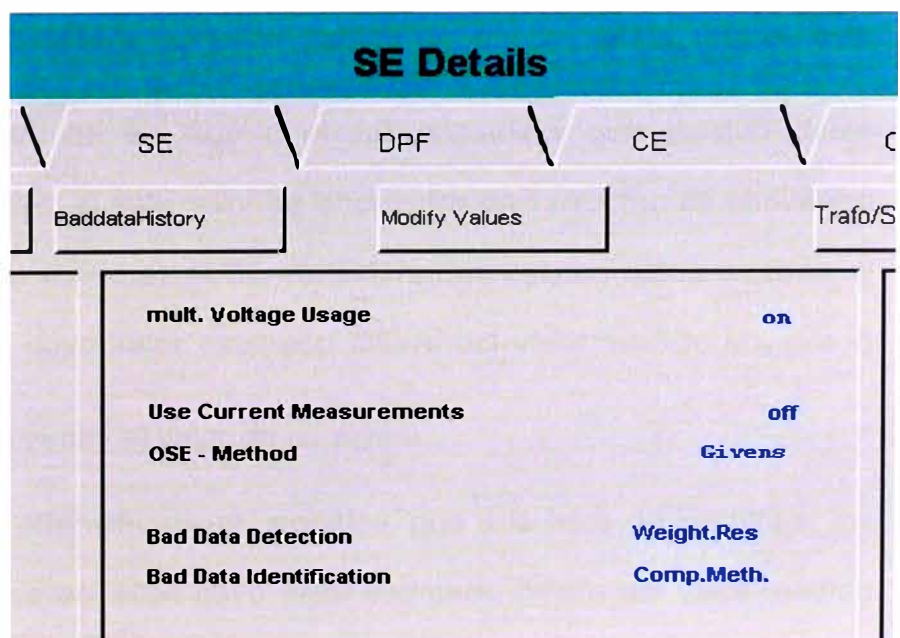 SE Details
SE DPF CE
BaddataHistory Modify Values Trafo/S
mult. Voltage Usage on
Use Current Measurements off
OSE - Method Givens
Bad Data Detection Weight.Res
Bad Data Identification Comp.Meth.